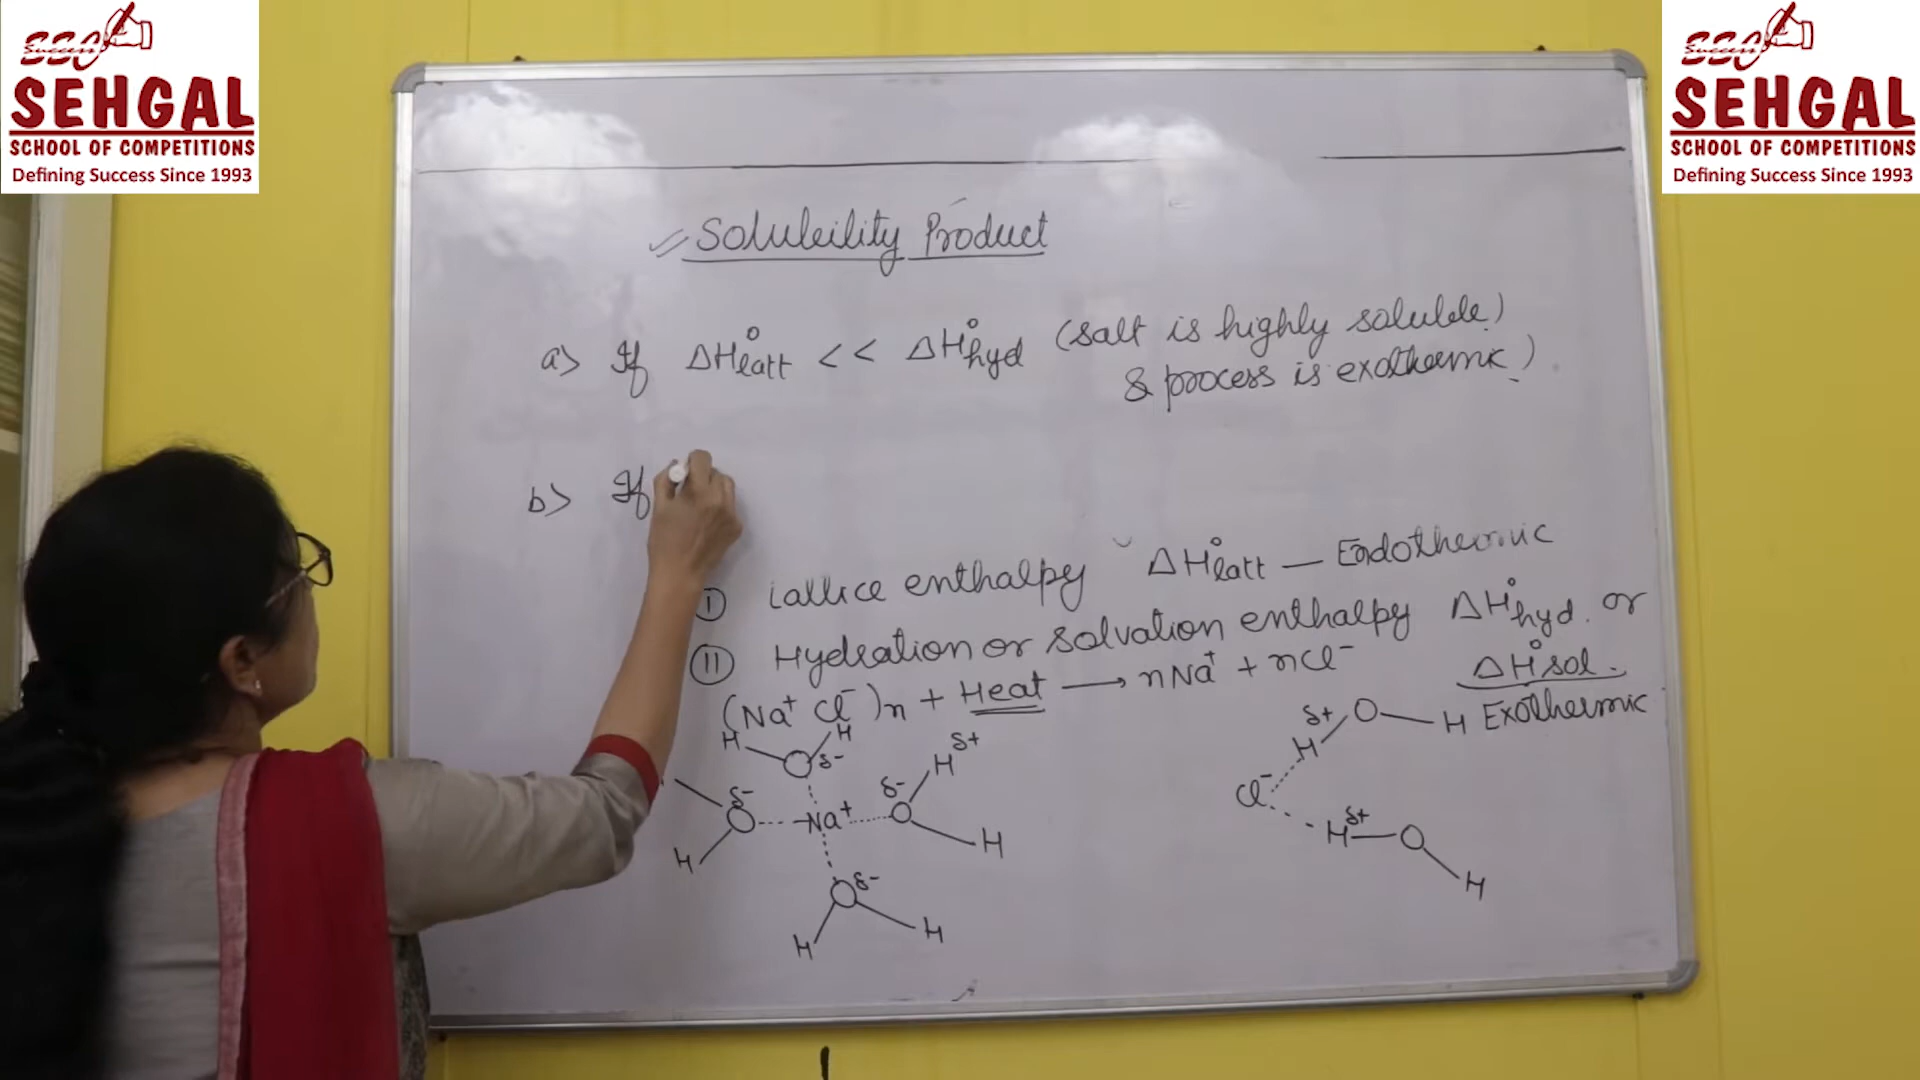 Success
SEHGAL
SCHOOL OF COMPETITIONS
Defining Success Since 1993
Success
SEHGAL
SCHOOL OF COMPETITIONS
Defining Success Since 1993
Solubility Product
a) If ΔH°latt << ΔH°hyd (salt is highly soluble)
& process is exothermic)
b) If
I lattice enthalpy ΔH°latt — Endothermic
II Hydration or solvation enthalpy ΔH°hyd. or
ΔH°sol.
Exothermic
(Na⁺ Cl⁻)n + Heat ⟶ nNa⁺ + nCl⁻
H H
O δ-
δ- O H
Na⁺
δ- O H δ+
H
O δ-
H H
δ+ H O H
Cl⁻
H δ+ O
H